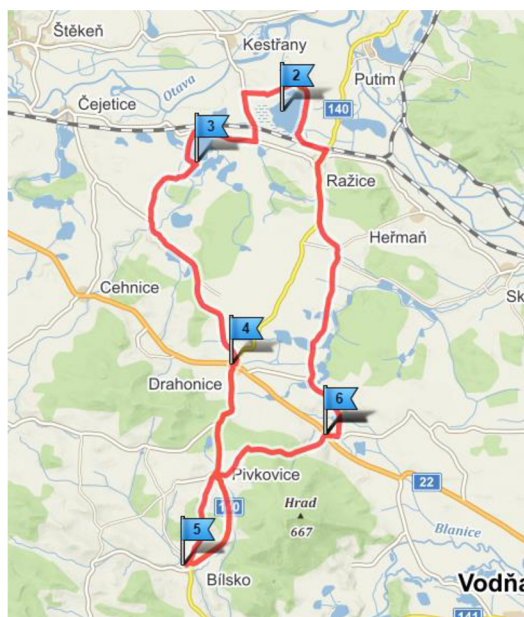 Štěkeň
Kestřany
2
Putim
Otava
Čejetice
140
3
Ražice
Heřmaň
Cehnice
4
Drahonice
6
Pivkovice
22
Hrad
667
5
Blanice
Bílsko
Vodňa